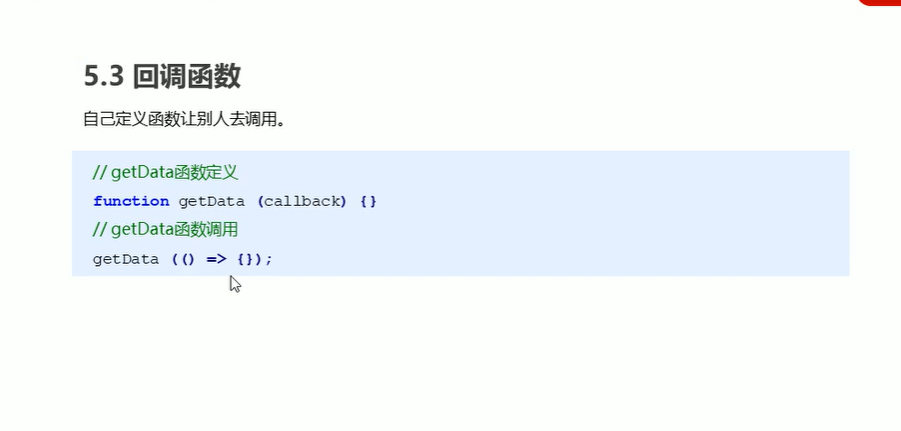 5.3 回调函数
自己定义函数让别人去调用。
// getData函数定义
function getData (callback) {}
// getData函数调用
getData (() => {});